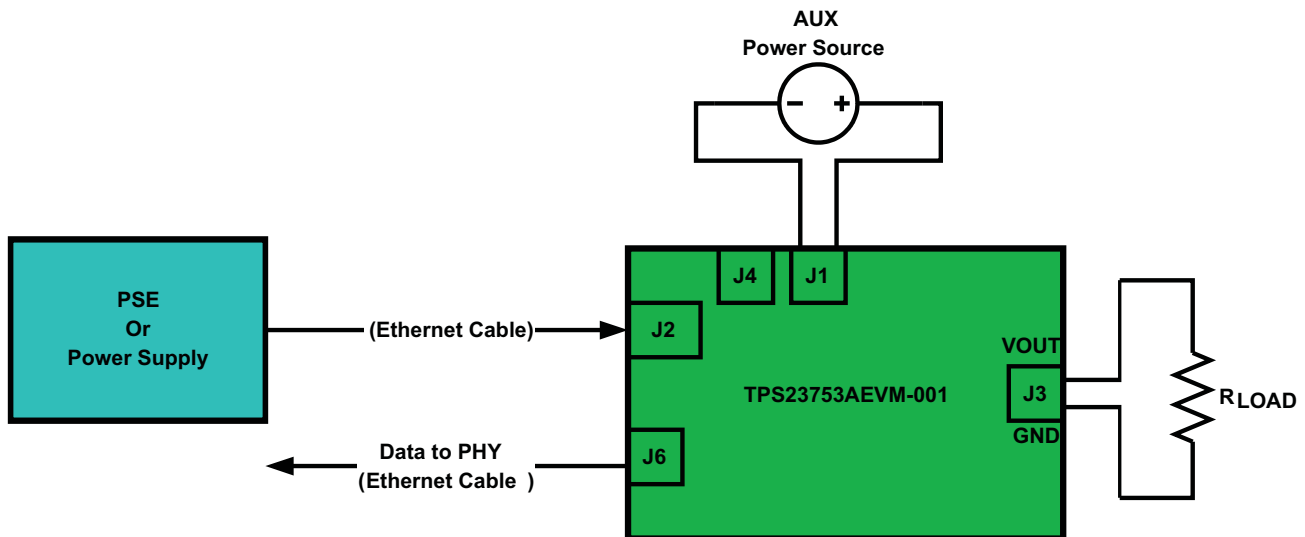 AUX
Power Source
- +
PSE
Or
Power Supply
(Ethernet Cable)
J4
J1
J2
VOUT
TPS23753AEVM-001
J3
RLOAD
GND
Data to PHY
(Ethernet Cable )
J6